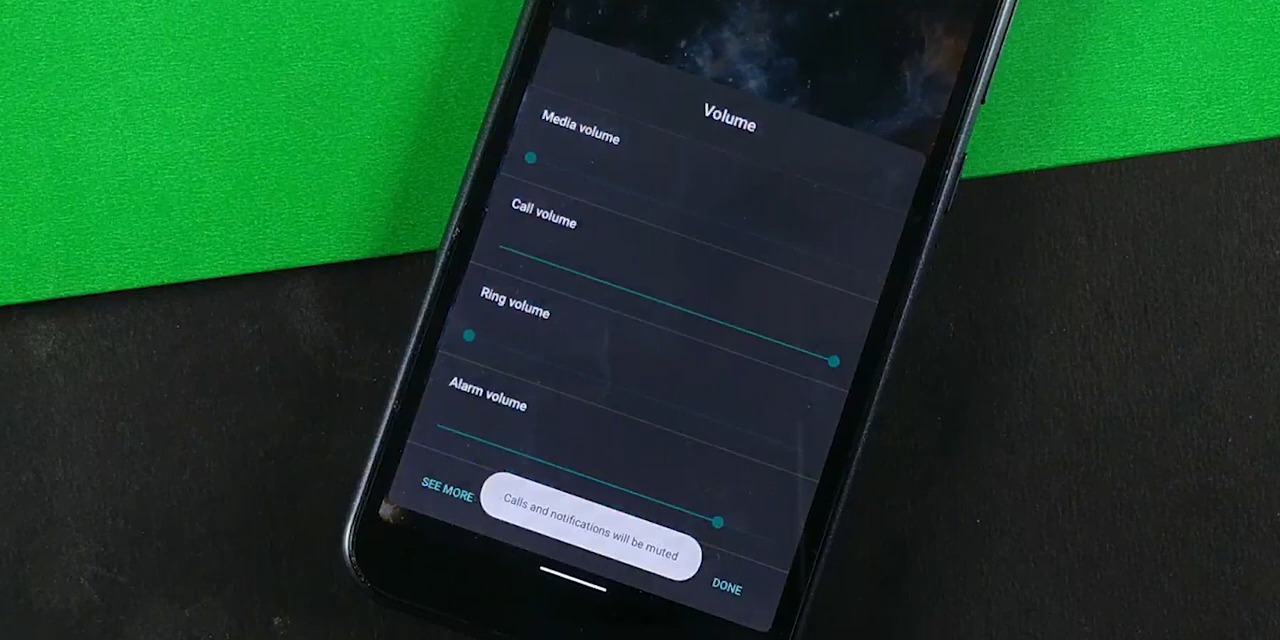 Volume
Media volume
Call volume
Ring volume
Alarm volume
SEE MORE
Calls and notifications will be muted
DONE